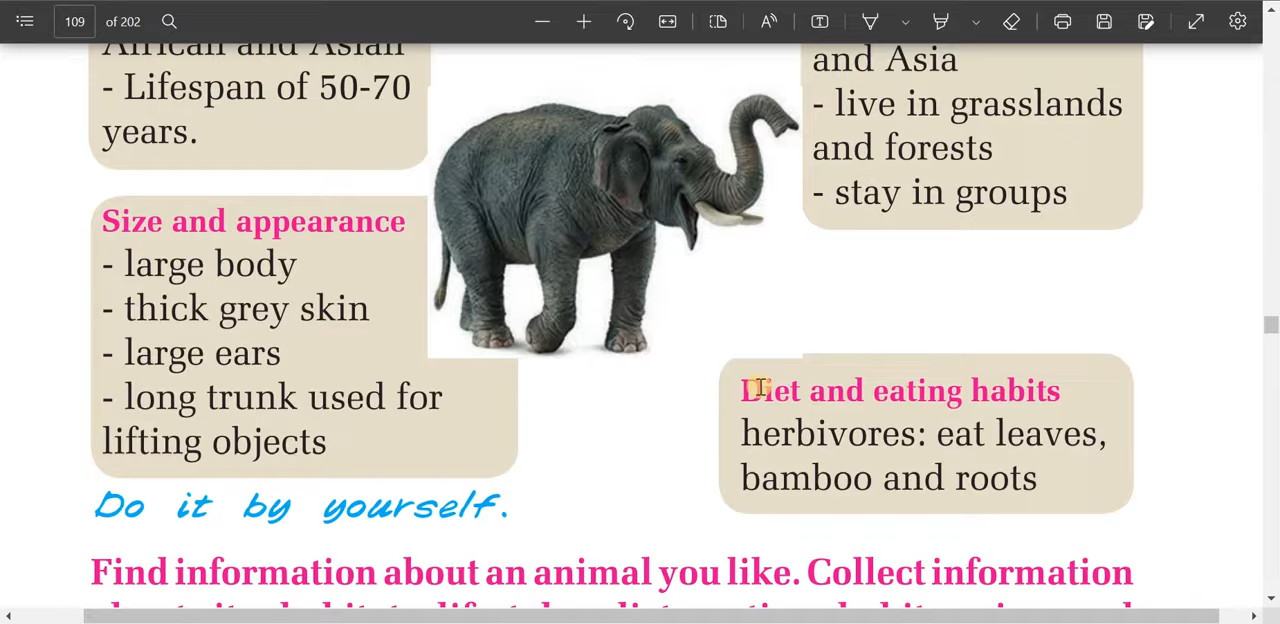 109
of 202
African and Asian
- Lifespan of 50-70
years.
and Asia
- live in grasslands
and forests
- stay in groups
Size and appearance
- large body
- thick grey skin
- large ears
- long trunk used for
lifting objects
Diet and eating habits
herbivores: eat leaves,
bamboo and roots
Do it by yourself.
Find information about an animal you like. Collect information